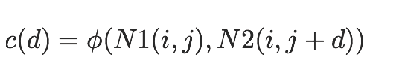 c(d) = ϕ(N1(i, j), N2(i, j + d))